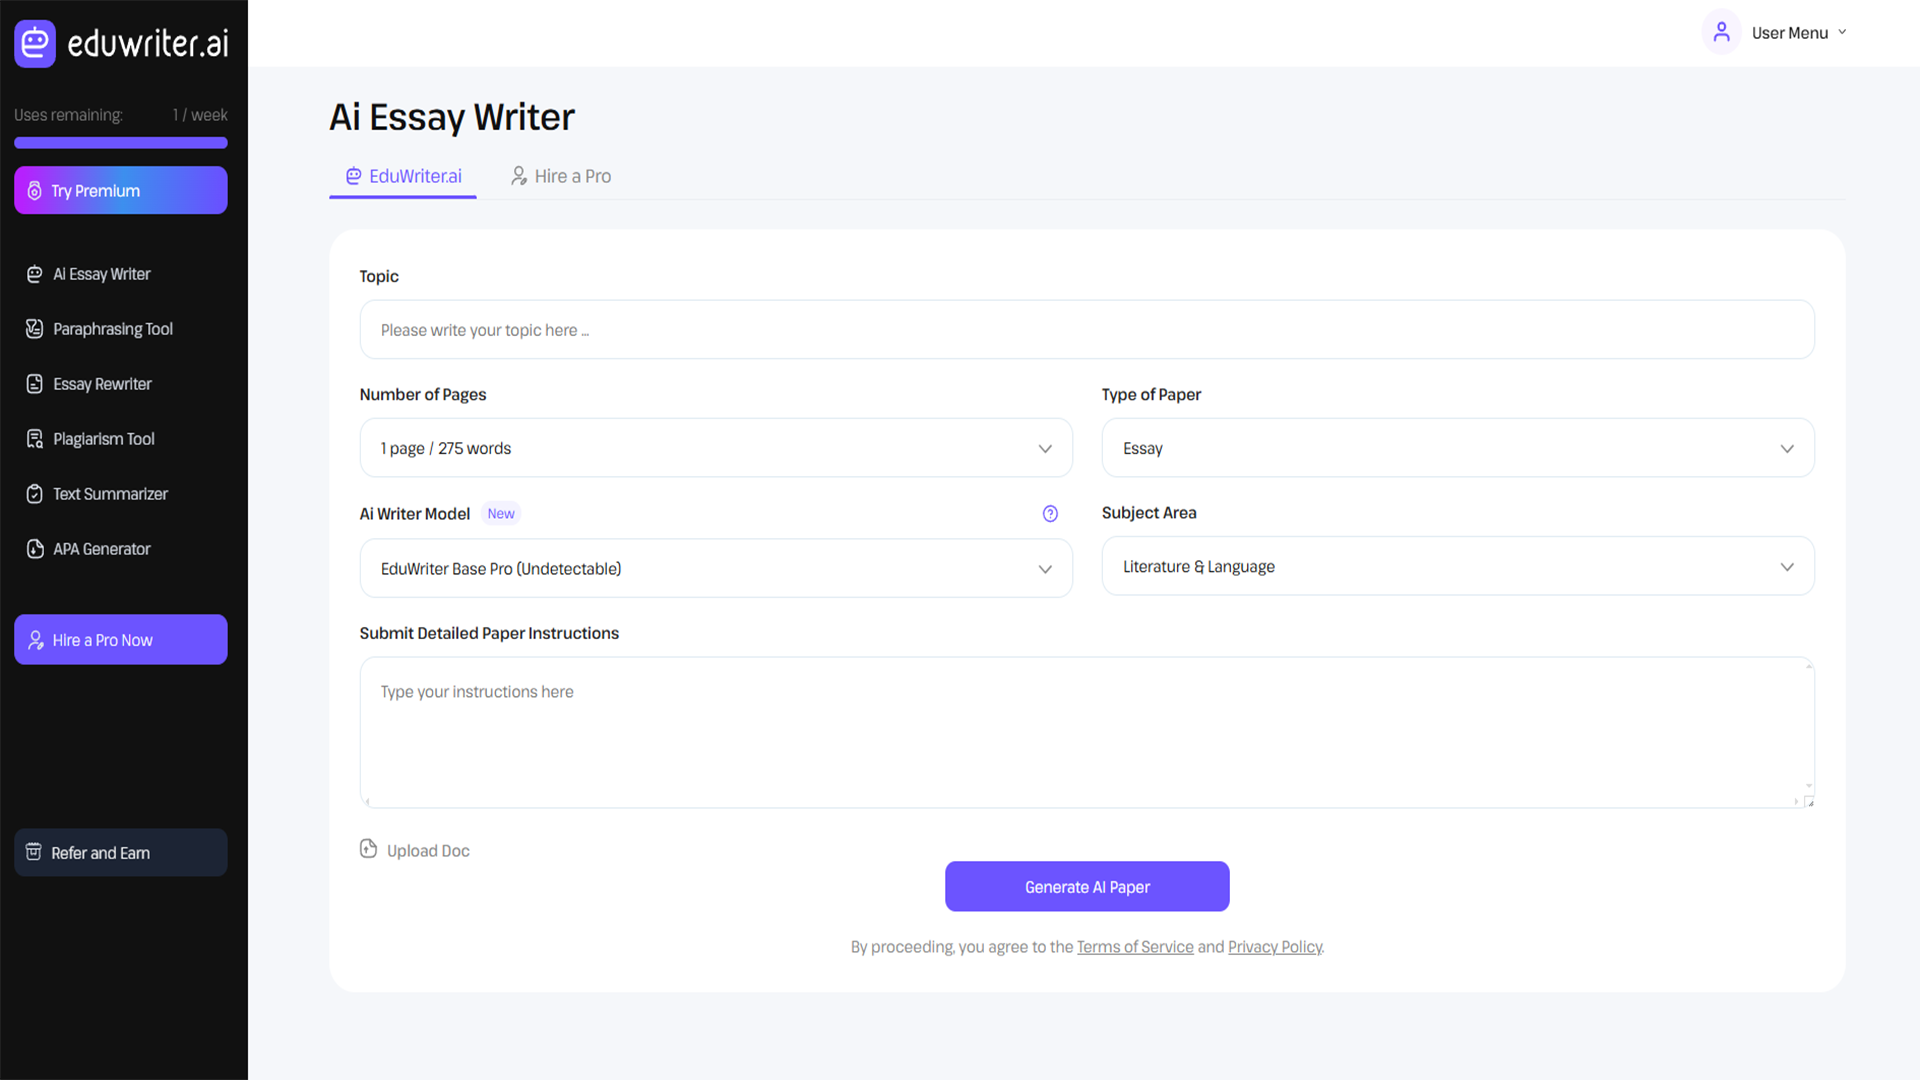 eduwriter.ai
User Menu
Uses remaining: 1 / week
Try Premium
Ai Essay Writer
Paraphrasing Tool
Essay Rewriter
Plagiarism Tool
Text Summarizer
APA Generator
Hire a Pro Now
Refer and Earn
Ai Essay Writer
EduWriter.ai Hire a Pro
Topic
Please write your topic here ...
Number of Pages Type of Paper
1 page / 275 words Essay
Ai Writer Model New Subject Area
EduWriter Base Pro (Undetectable) Literature & Language
Submit Detailed Paper Instructions
Type your instructions here
Upload Doc
Generate AI Paper
By proceeding, you agree to the Terms of Service and Privacy Policy.